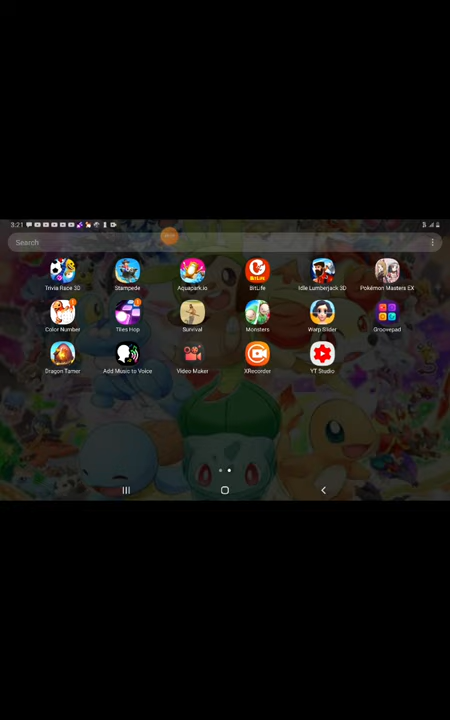 3:21
Search
Trivia Race 3D
Stampede
Aquapark.io
BitLife
Idle Lumberjack 3D
Pokémon Masters EX
Color Number
Tiles Hop
Survival
Monsters
Warp Slider
Groovepad
Dragon Tamer
Add Music to Voice
Video Maker
XRecorder
YT Studio